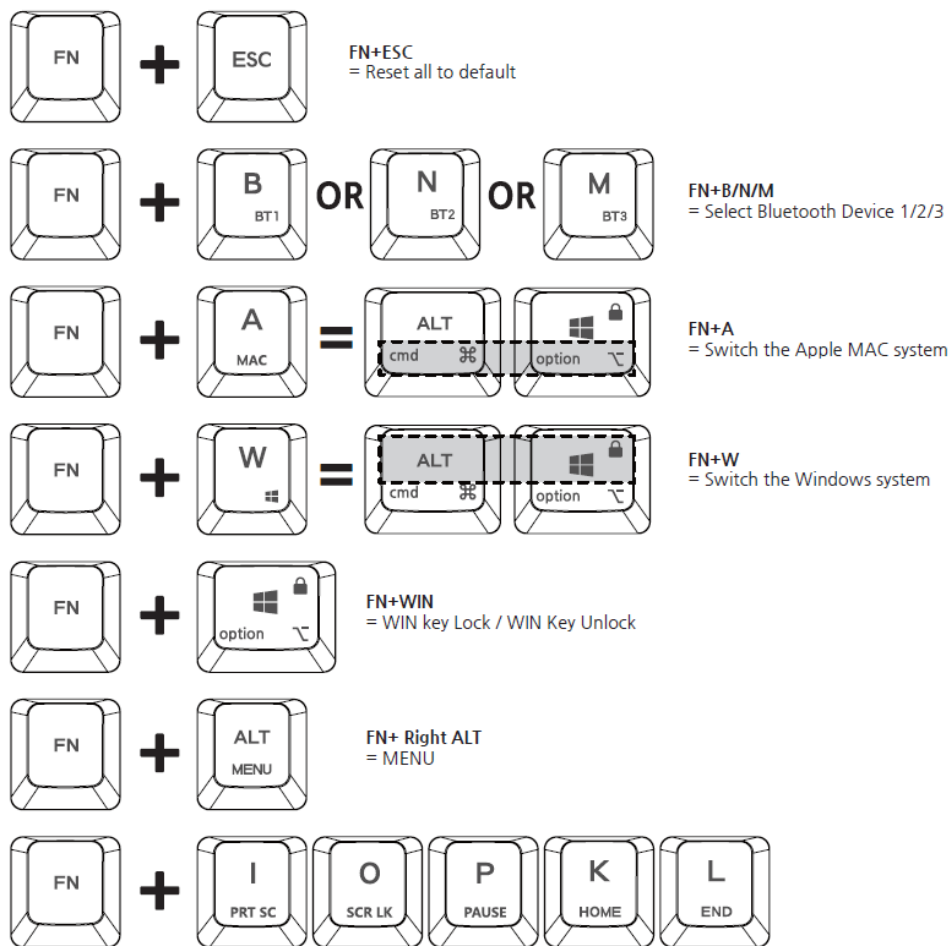 FN + ESC
FN+ESC
= Reset all to default
FN + B BT1 OR N BT2 OR M BT3
FN+B/N/M
= Select Bluetooth Device 1/2/3
FN + A MAC = ALT cmd ⌘ option ⌥
FN+A
= Switch the Apple MAC system
FN + W = ALT cmd ⌘ option ⌥
FN+W
= Switch the Windows system
FN + option ⌥
FN+WIN
= WIN key Lock / WIN Key Unlock
FN + ALT MENU
FN+ Right ALT
= MENU
FN + I PRT SC O SCR LK P PAUSE K HOME L END